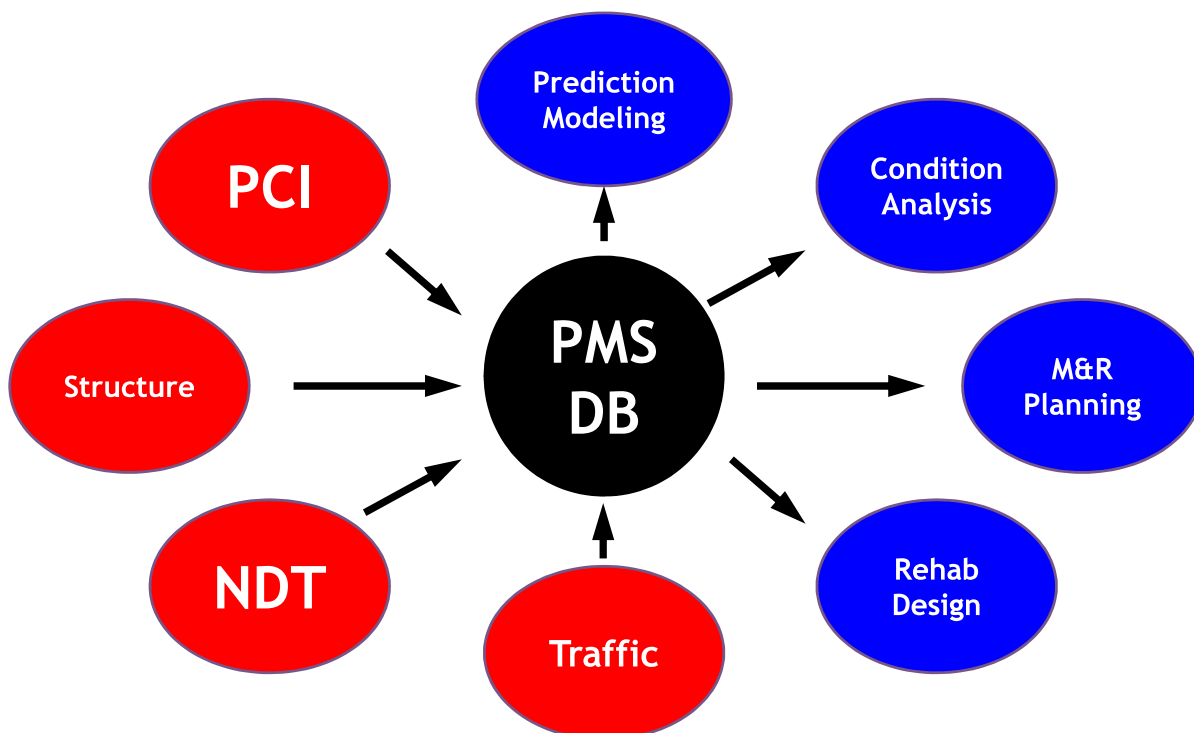 Prediction
Modeling
PCI
Condition
Analysis
Structure
PMS
DB
M&R
Planning
NDT
Rehab
Design
Traffic